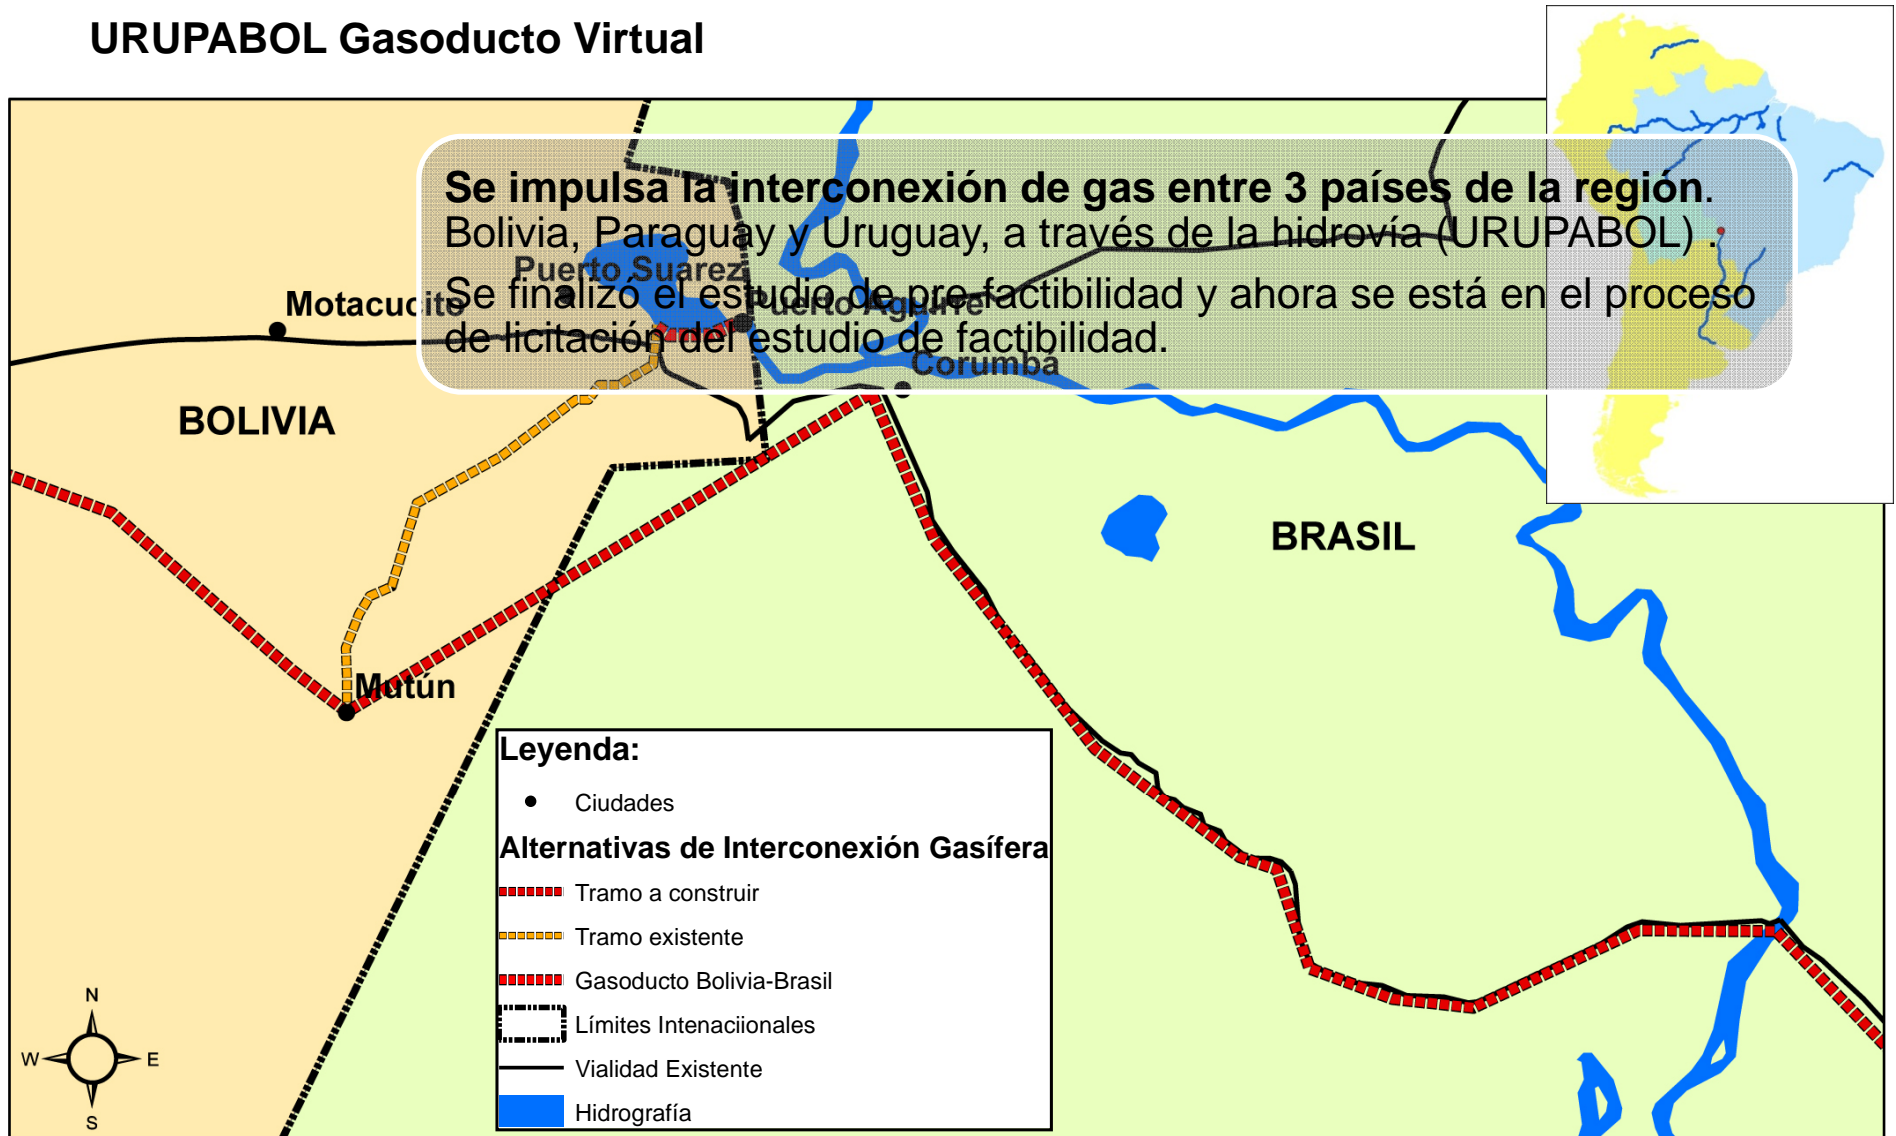 URUPABOL Gasoducto Virtual
Se impulsa la interconexión de gas entre 3 países de la región.
Bolivia, Paraguay y Uruguay, a través de la hidrovía (URUPABOL) .
Puerto Suarez
Motacucito
Se finalizó el estudio de pre-factibilidad y ahora se está en el proceso
de licitación del estudio de factibilidad.
Puerto Aguirre
Corumbá
BOLIVIA
BRASIL
Mutún
Leyenda:
Ciudades
Alternativas de Interconexión Gasífera
Tramo a construir
Tramo existente
Gasoducto Bolivia-Brasil
Límites Intenaciionales
Vialidad Existente
Hidrografía
N
W E
S